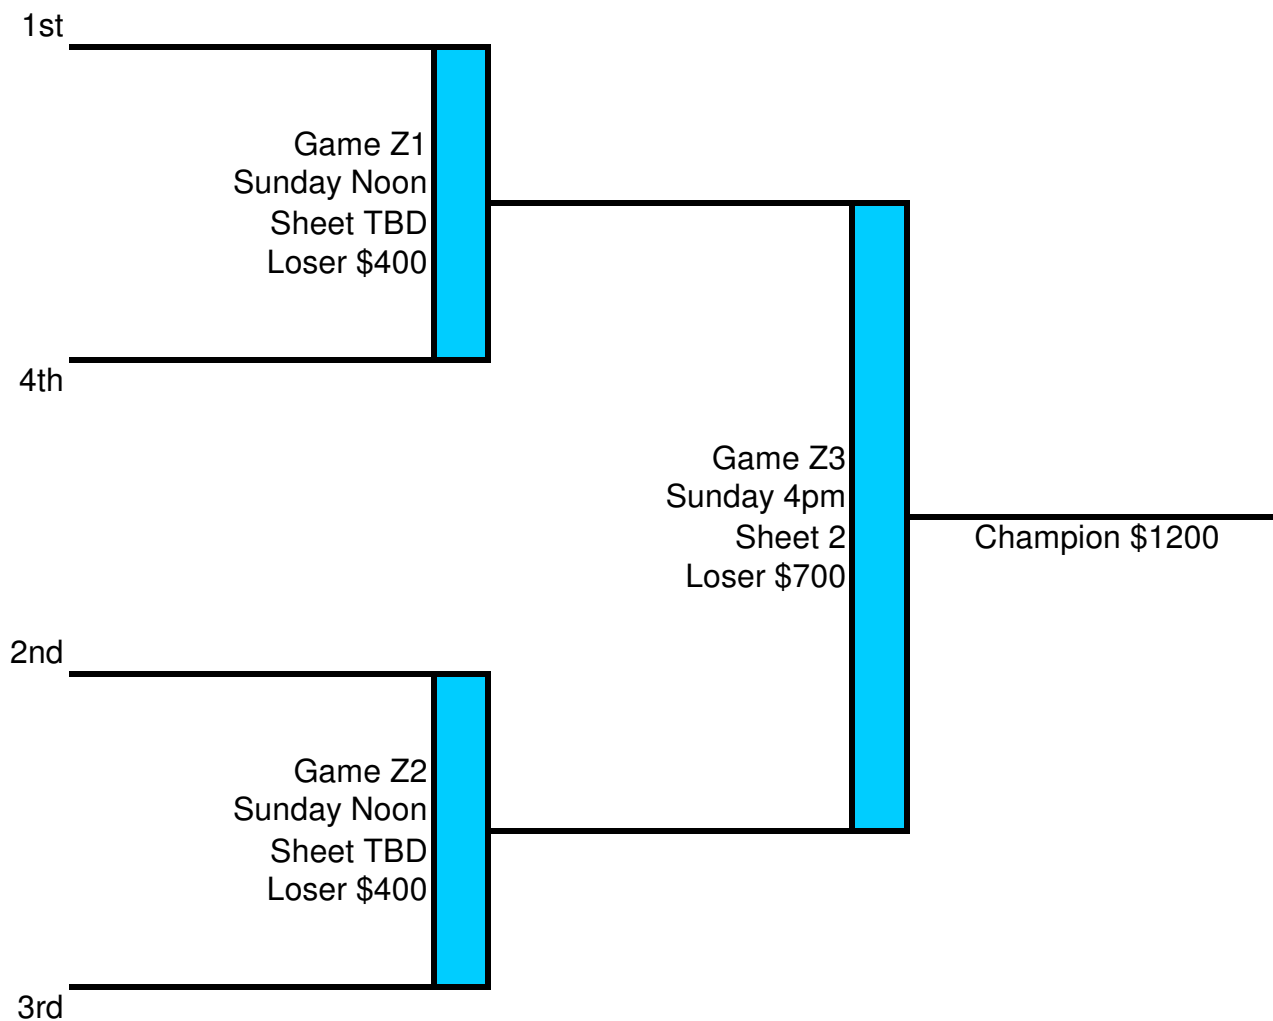 1st
Game Z1
Sunday Noon
Sheet TBD
Loser $400
4th
Game Z3
Sunday 4pm
Sheet 2
Loser $700
Champion $1200
2nd
Game Z2
Sunday Noon
Sheet TBD
Loser $400
3rd